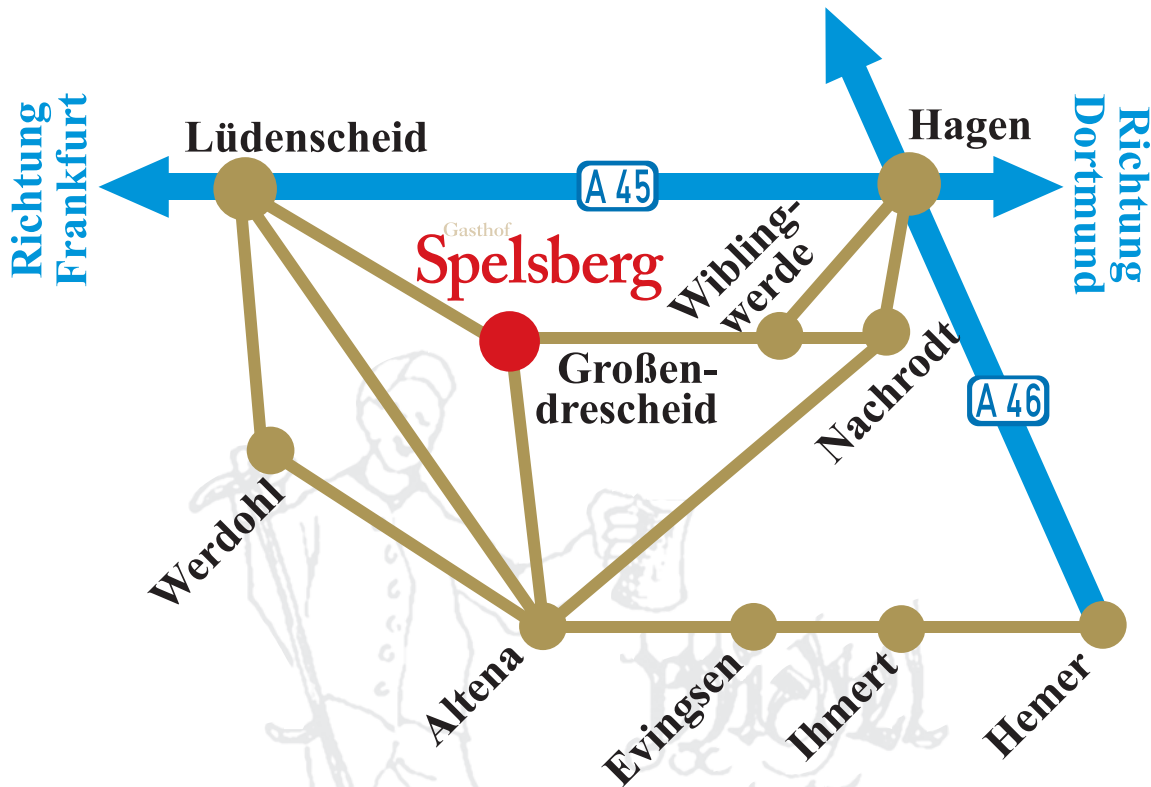 Richtung
Frankfurt
Lüdenscheid
A 45
Hagen
Richtung
Dortmund
Gasthof
Spelsberg
Wibling-
werde
Großen-
drescheid
Nachrodt
A 46
Werdohl
Altena
Evingsen
Ihmert
Hemer